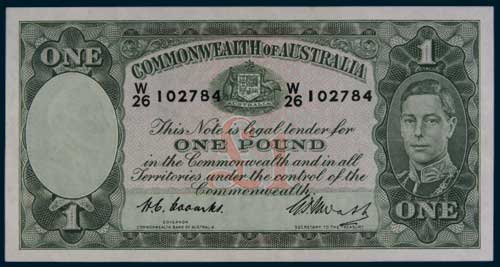 ONE
COMMONWEALTH OF AUSTRALIA
1
W/26 102784
W/26 102784
AUSTRALIA
This Note is legal tender for
ONE POUND
in the Commonwealth and in all
Territories under the control of the
Commonwealth.
£1
1
ONE
GOVERNOR
COMMONWEALTH BANK OF AUSTRALIA
SECRETARY TO THE TREASURY